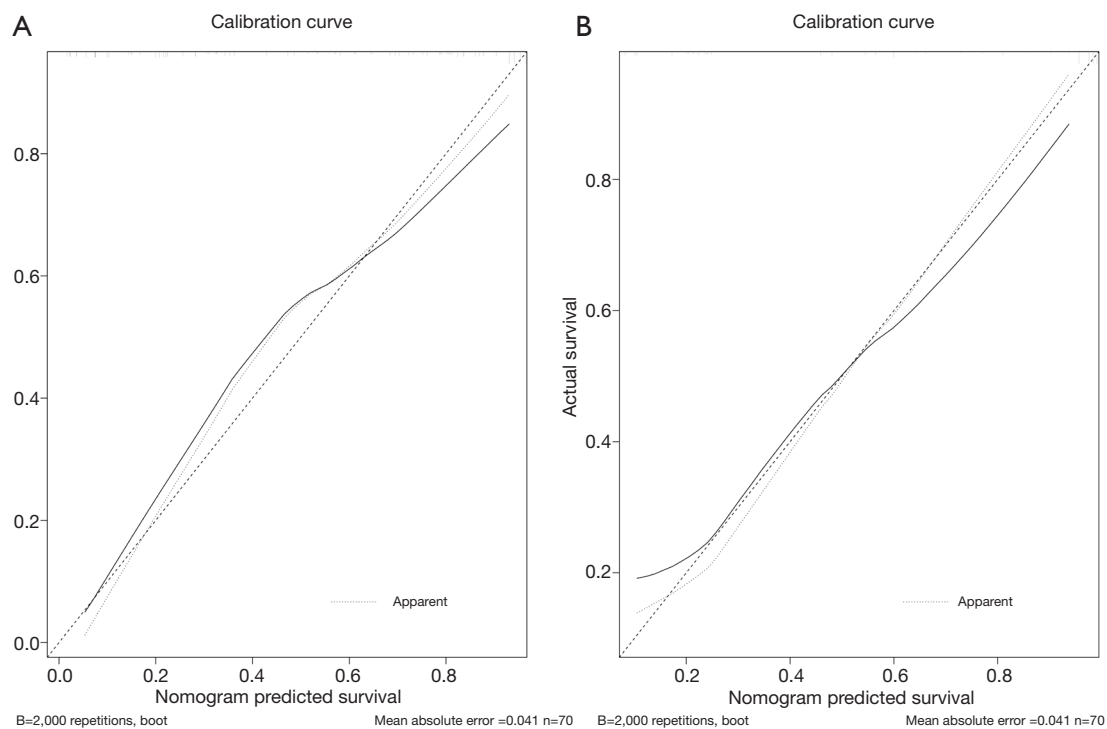 A
Calibration curve
0.8
0.6
0.4
0.2
0.0
Apparent
0.0 0.2 0.4 0.6 0.8
Nomogram predicted survival
B=2,000 repetitions, boot
Mean absolute error =0.041 n=70
B
Calibration curve
Actual survival
0.8
0.6
0.4
0.2
Apparent
0.2 0.4 0.6 0.8
Nomogram predicted survival
B=2,000 repetitions, boot
Mean absolute error =0.041 n=70